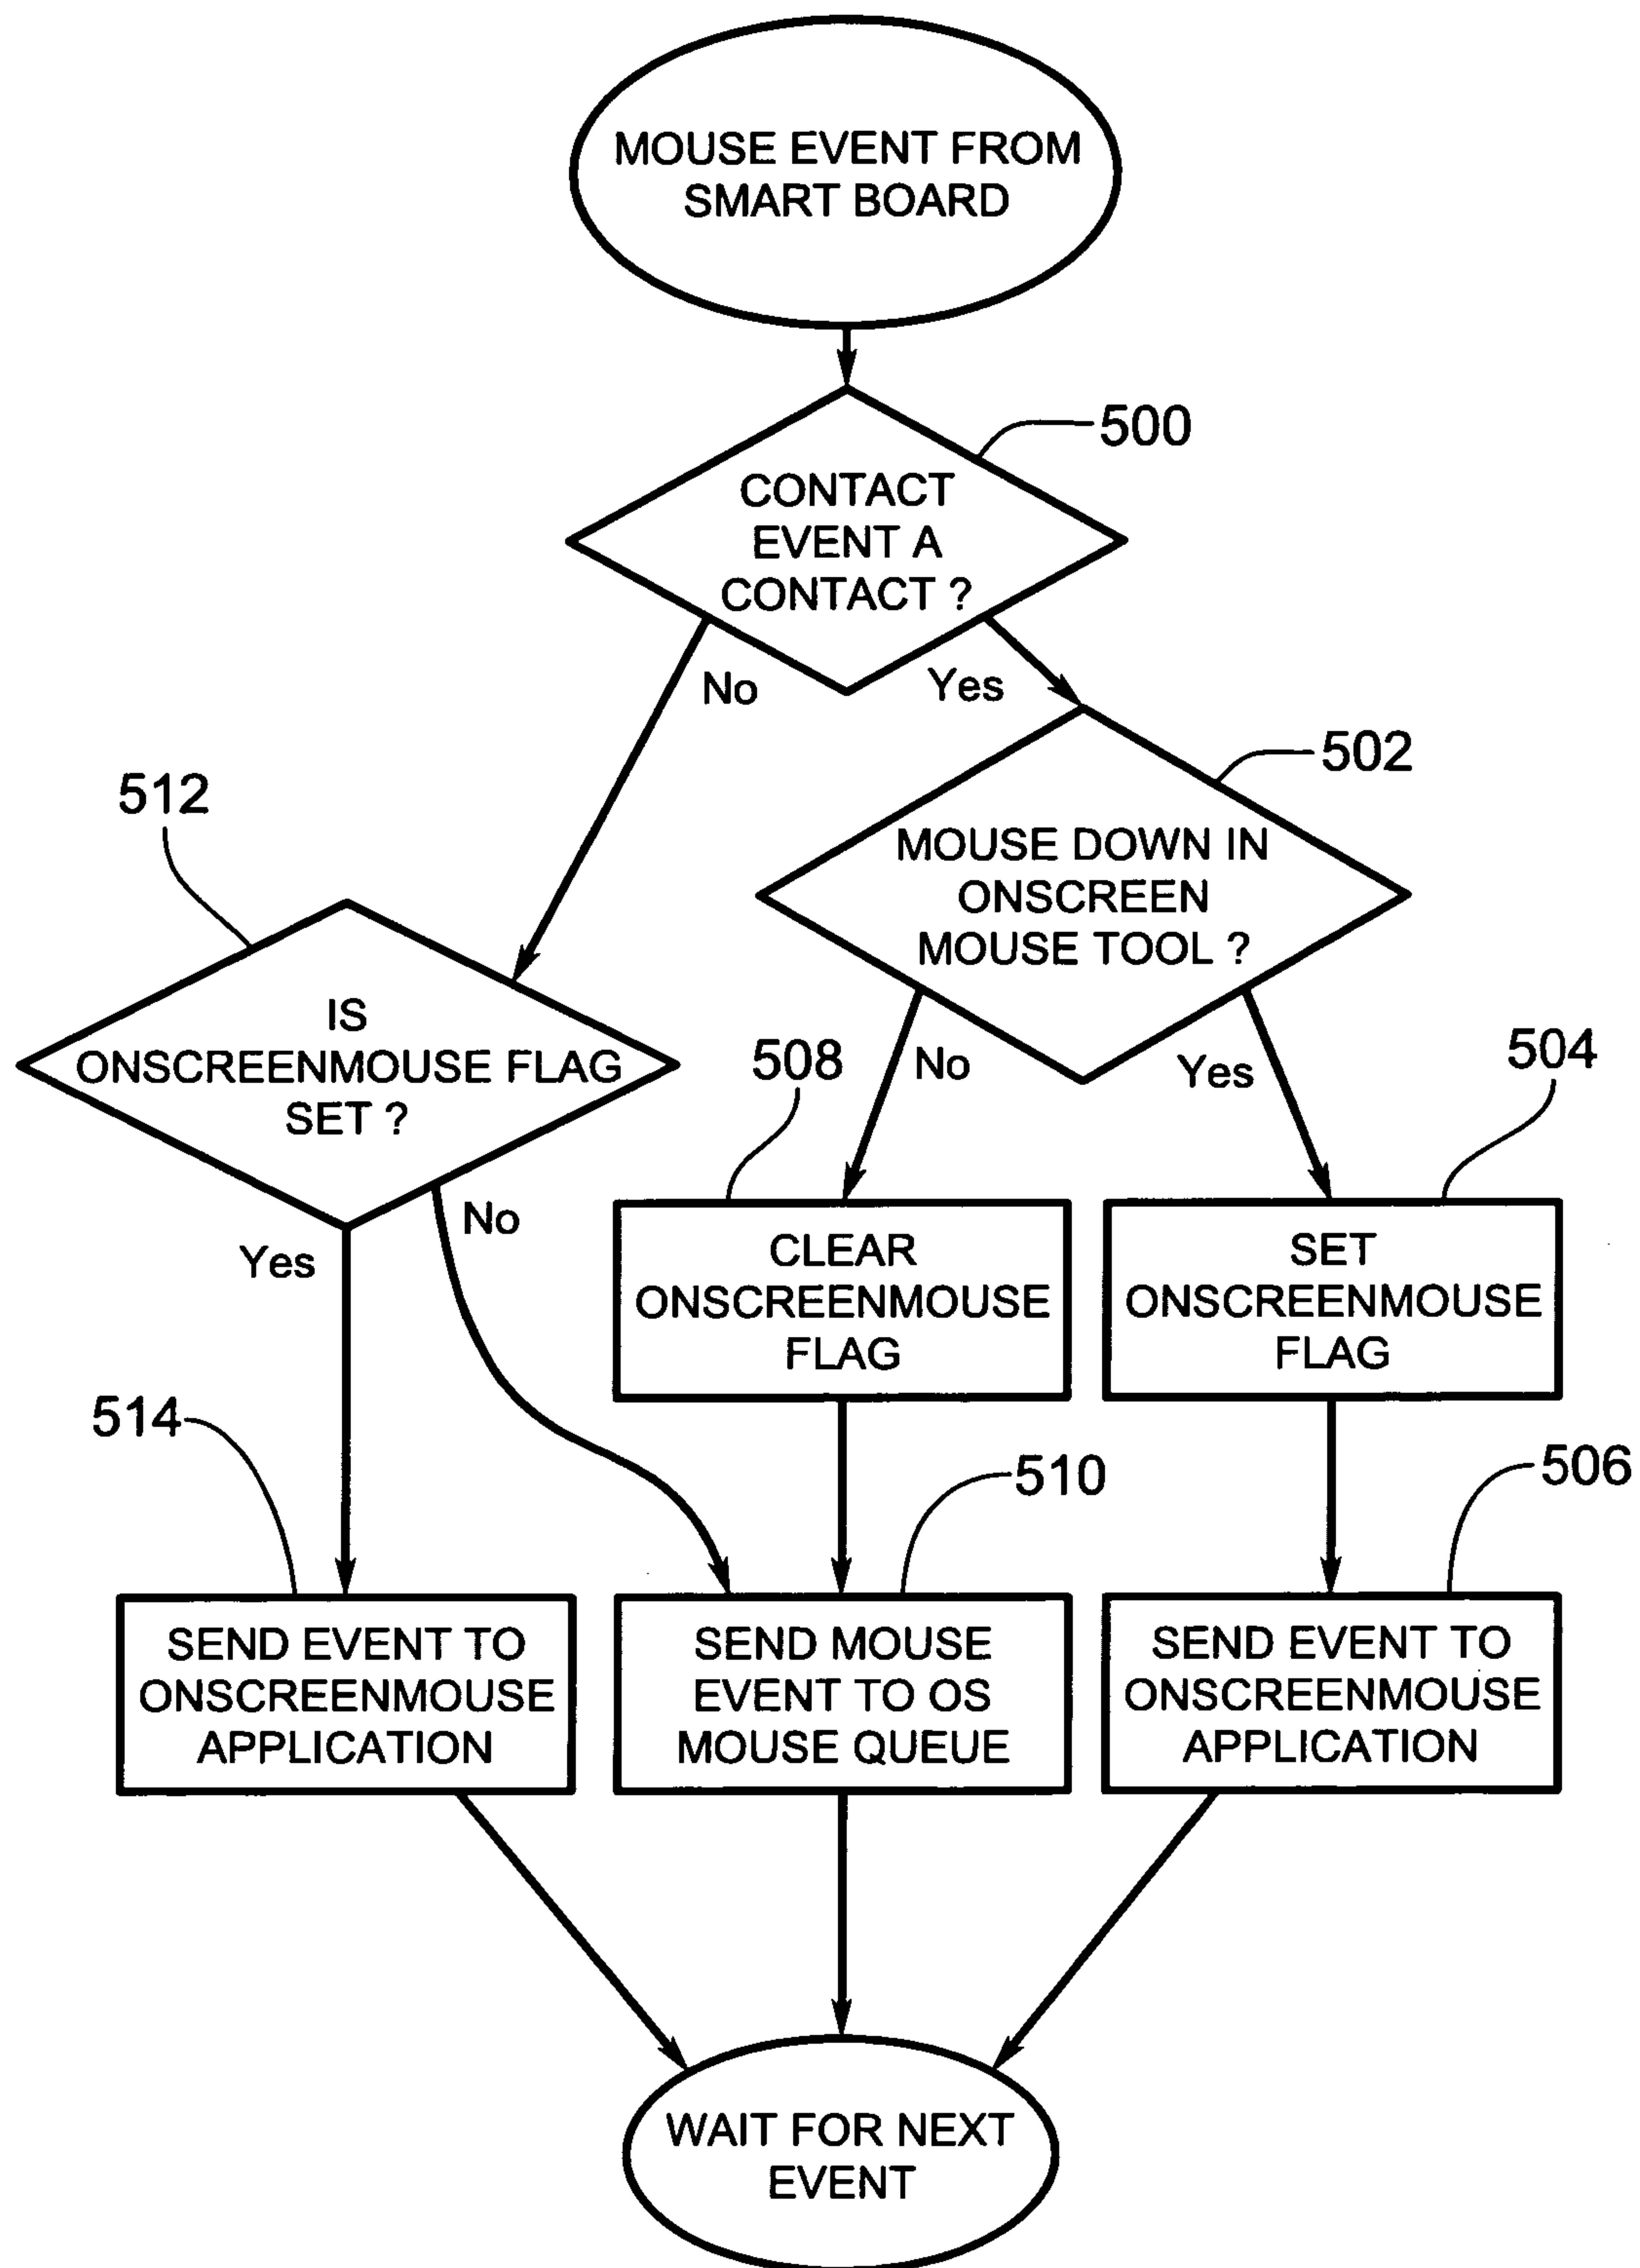 MOUSE EVENT FROM
SMART BOARD
500
CONTACT
EVENT A
CONTACT ?
No
Yes
502
512
MOUSE DOWN IN
ONSCREEN
MOUSE TOOL ?
IS
ONSCREENMOUSE FLAG
SET ?
508
No
Yes
504
No
Yes
CLEAR
ONSCREENMOUSE
FLAG
SET
ONSCREENMOUSE
FLAG
514
510
506
SEND EVENT TO
ONSCREENMOUSE
APPLICATION
SEND MOUSE
EVENT TO OS
MOUSE QUEUE
SEND EVENT TO
ONSCREENMOUSE
APPLICATION
WAIT FOR NEXT
EVENT